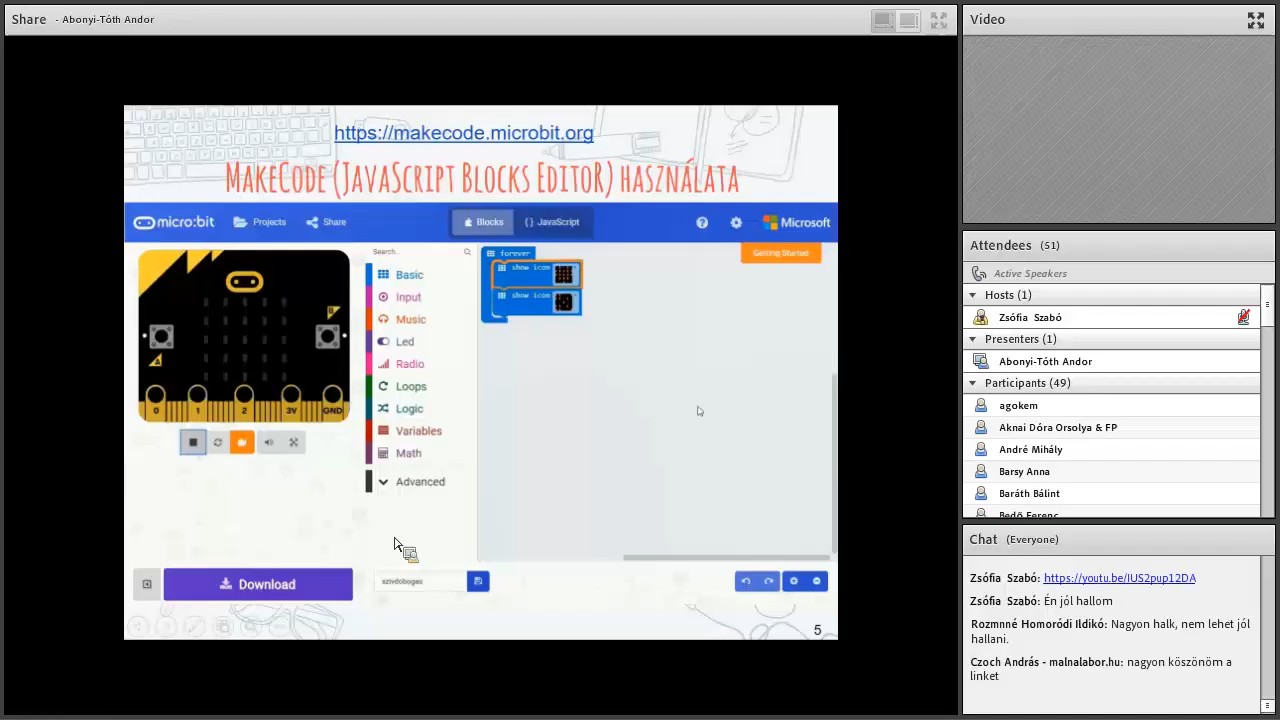 Share - Abonyi-Tóth Andor
https://makecode.microbit.org
MAKECODE (JAVASCRIPT BLOCKS EDITOR) HASZNÁLATA
micro:bit Projects Share Blocks {} JavaScript ? Microsoft
Search...
Basic
Input
Music
Led
Radio
Loops
Logic
Variables
Math
Advanced
B
A
0 1 2 3V GND
forever
show icon
show icon
Getting Started
Download
szivdobogas
5
Video
Attendees (51)
Active Speakers
Hosts (1)
Zsófia Szabó
Presenters (1)
Abonyi-Tóth Andor
Participants (49)
agokem
Aknai Dóra Orsolya & FP
André Mihály
Barsy Anna
Baráth Bálint
Bedő Ferenc
Chat (Everyone)
Zsófia Szabó: https://youtu.be/IUS2pup12DA
Zsófia Szabó: Én jól hallom
Rozmnné Homoródi Ildikó: Nagyon halk, nem lehet jól
hallani.
Czoch András - malnalabor.hu: nagyon köszönöm a
linket